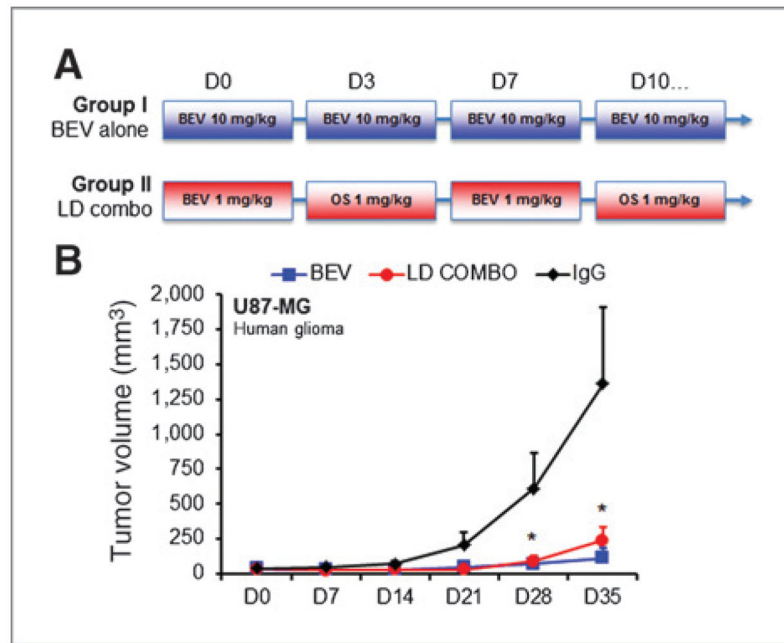 A
D0 D3 D7 D10...
Group I
BEV alone
BEV 10 mg/kg BEV 10 mg/kg BEV 10 mg/kg BEV 10 mg/kg
Group II
LD combo
BEV 1 mg/kg OS 1 mg/kg BEV 1 mg/kg OS 1 mg/kg
B
BEV LD COMBO IgG
U87-MG
Human glioma
Tumor volume (mm³)
2,000
1,750
1,500
1,250
1,000
750
500
250
0
* *
D0 D7 D14 D21 D28 D35